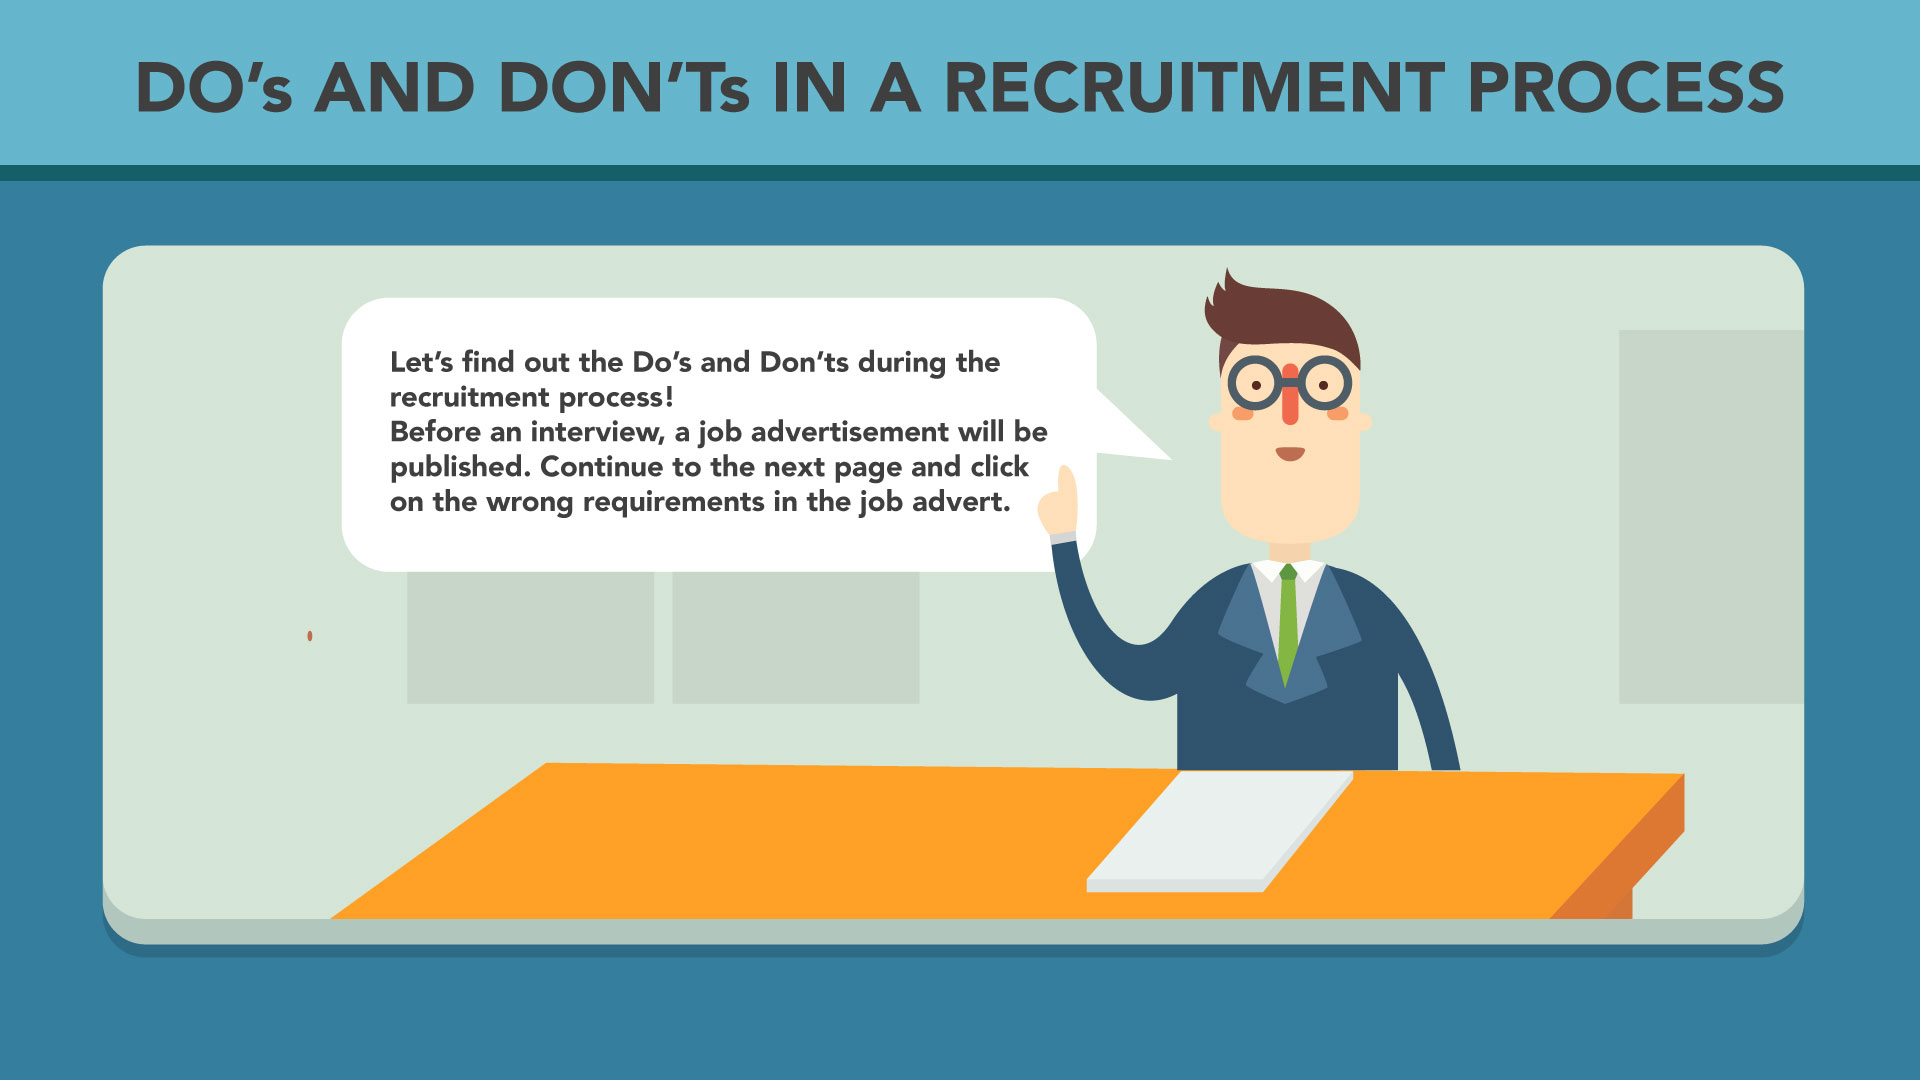 DO’s AND DON’Ts IN A RECRUITMENT PROCESS
Let’s find out the Do’s and Don’ts during the
recruitment process!
Before an interview, a job advertisement will be
published. Continue to the next page and click
on the wrong requirements in the job advert.